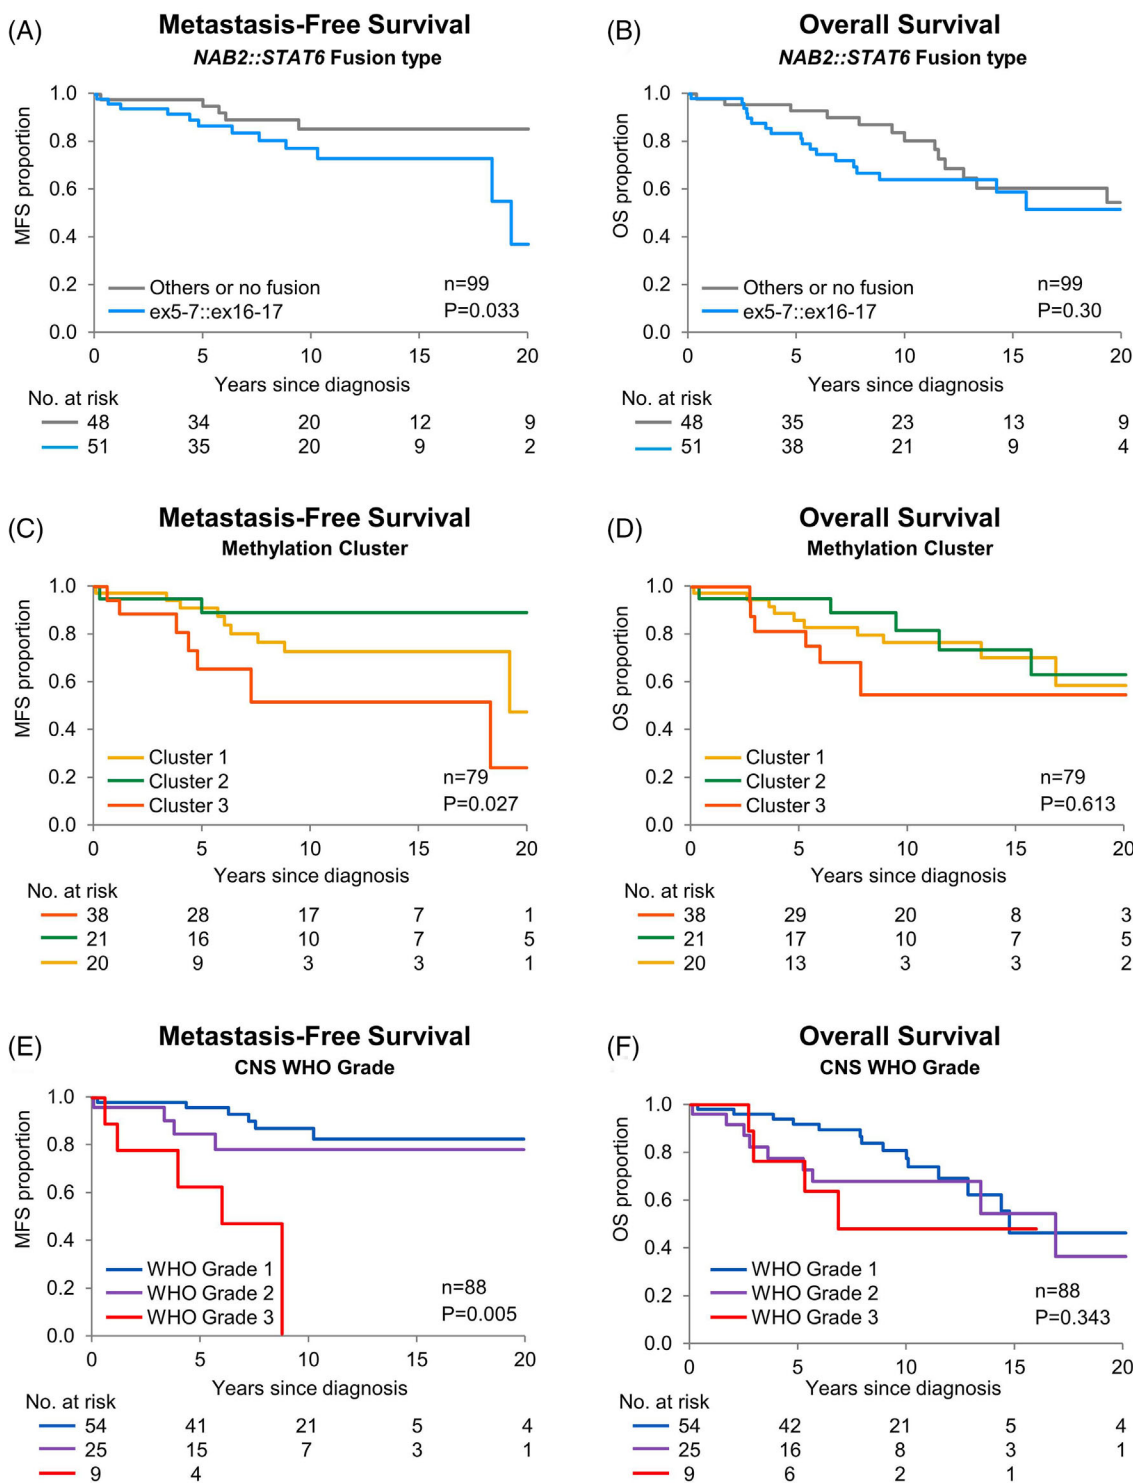 (A)
Metastasis-Free Survival
NAB2::STAT6 Fusion type
MFS proportion
1.0
0.8
0.6
0.4
0.2
0.0
Others or no fusion
ex5-7::ex16-17
n=99
P=0.033
0 5 10 15 20
Years since diagnosis
No. at risk
48 34 20 12 9
51 35 20 9 2
(B)
Overall Survival
NAB2::STAT6 Fusion type
OS proportion
1.0
0.8
0.6
0.4
0.2
0.0
Others or no fusion
ex5-7::ex16-17
n=99
P=0.30
0 5 10 15 20
Years since diagnosis
No. at risk
48 35 23 13 9
51 38 21 9 4
(C)
Metastasis-Free Survival
Methylation Cluster
MFS proportion
1.0
0.8
0.6
0.4
0.2
0.0
Cluster 1
Cluster 2
Cluster 3
n=79
P=0.027
0 5 10 15 20
Years since diagnosis
No. at risk
38 28 17 7 1
21 16 10 7 5
20 9 3 3 1
(D)
Overall Survival
Methylation Cluster
OS proportion
1.0
0.8
0.6
0.4
0.2
0.0
Cluster 1
Cluster 2
Cluster 3
n=79
P=0.613
0 5 10 15 20
Years since diagnosis
No. at risk
38 29 20 8 3
21 17 10 7 5
20 13 3 3 2
(E)
Metastasis-Free Survival
CNS WHO Grade
MFS proportion
1.0
0.8
0.6
0.4
0.2
0.0
WHO Grade 1
WHO Grade 2
WHO Grade 3
n=88
P=0.005
0 5 10 15 20
Years since diagnosis
No. at risk
54 41 21 5 4
25 15 7 3 1
9 4
(F)
Overall Survival
CNS WHO Grade
OS proportion
1.0
0.8
0.6
0.4
0.2
0.0
WHO Grade 1
WHO Grade 2
WHO Grade 3
n=88
P=0.343
0 5 10 15 20
Years since diagnosis
No. at risk
54 42 21 5 4
25 16 8 3 1
9 6 2 1